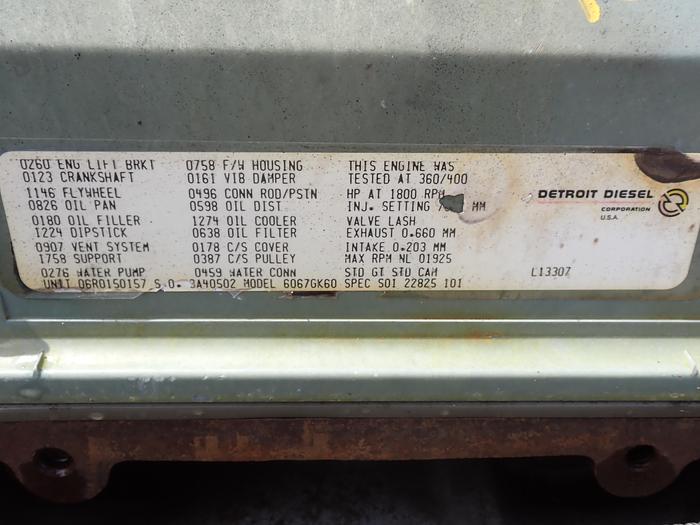 0260 ENG LIFT BRKT 0758 F/W HOUSING THIS ENGINE WAS
0123 CRANKSHAFT 0161 VIB DAMPER TESTED AT 360/400
1146 FLYWHEEL 0496 CONN ROD/PSTN HP AT 1800 RPM
0826 OIL PAN 0598 OIL DIST. INJ. SETTING MM
0180 OIL FILLER 1274 OIL COOLER VALVE LASH
1224 DIPSTICK 0638 OIL FILTER EXHAUST 0.660 MM
0907 VENT SYSTEM 0178 C/S COVER INTAKE 0.203 MM
1758 SUPPORT 0387 C/S PULLEY MAX RPM NL 01925
0276 WATER PUMP 0459 WATER CONN STD GT STD CAM L13307
UNIT 06R0150157 S.O. 3A40502 MODEL 6067GK60 SPEC S01 22825 101
DETROIT DIESEL
CORPORATION
U.S.A.